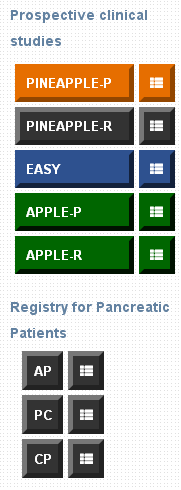 Prospective clinical
studies
PINEAPPLE-P
PINEAPPLE-R
EASY
APPLE-P
APPLE-R
Registry for Pancreatic
Patients
AP
PC
CP